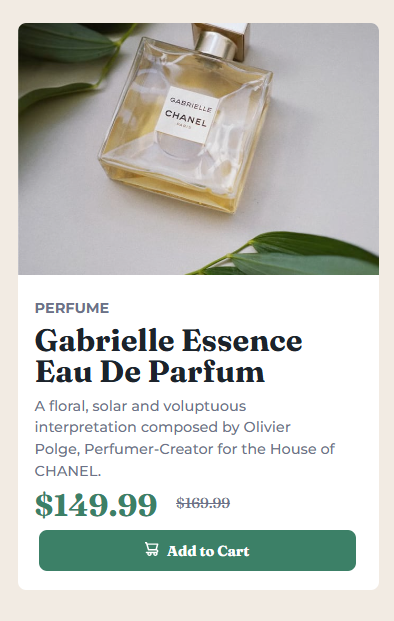 GABRIELLE
CHANEL
PARIS
PERFUME
Gabrielle Essence
Eau De Parfum
A floral, solar and voluptuous
interpretation composed by Olivier
Polge, Perfumer-Creator for the House of
CHANEL.
$149.99 $169.99
Add to Cart